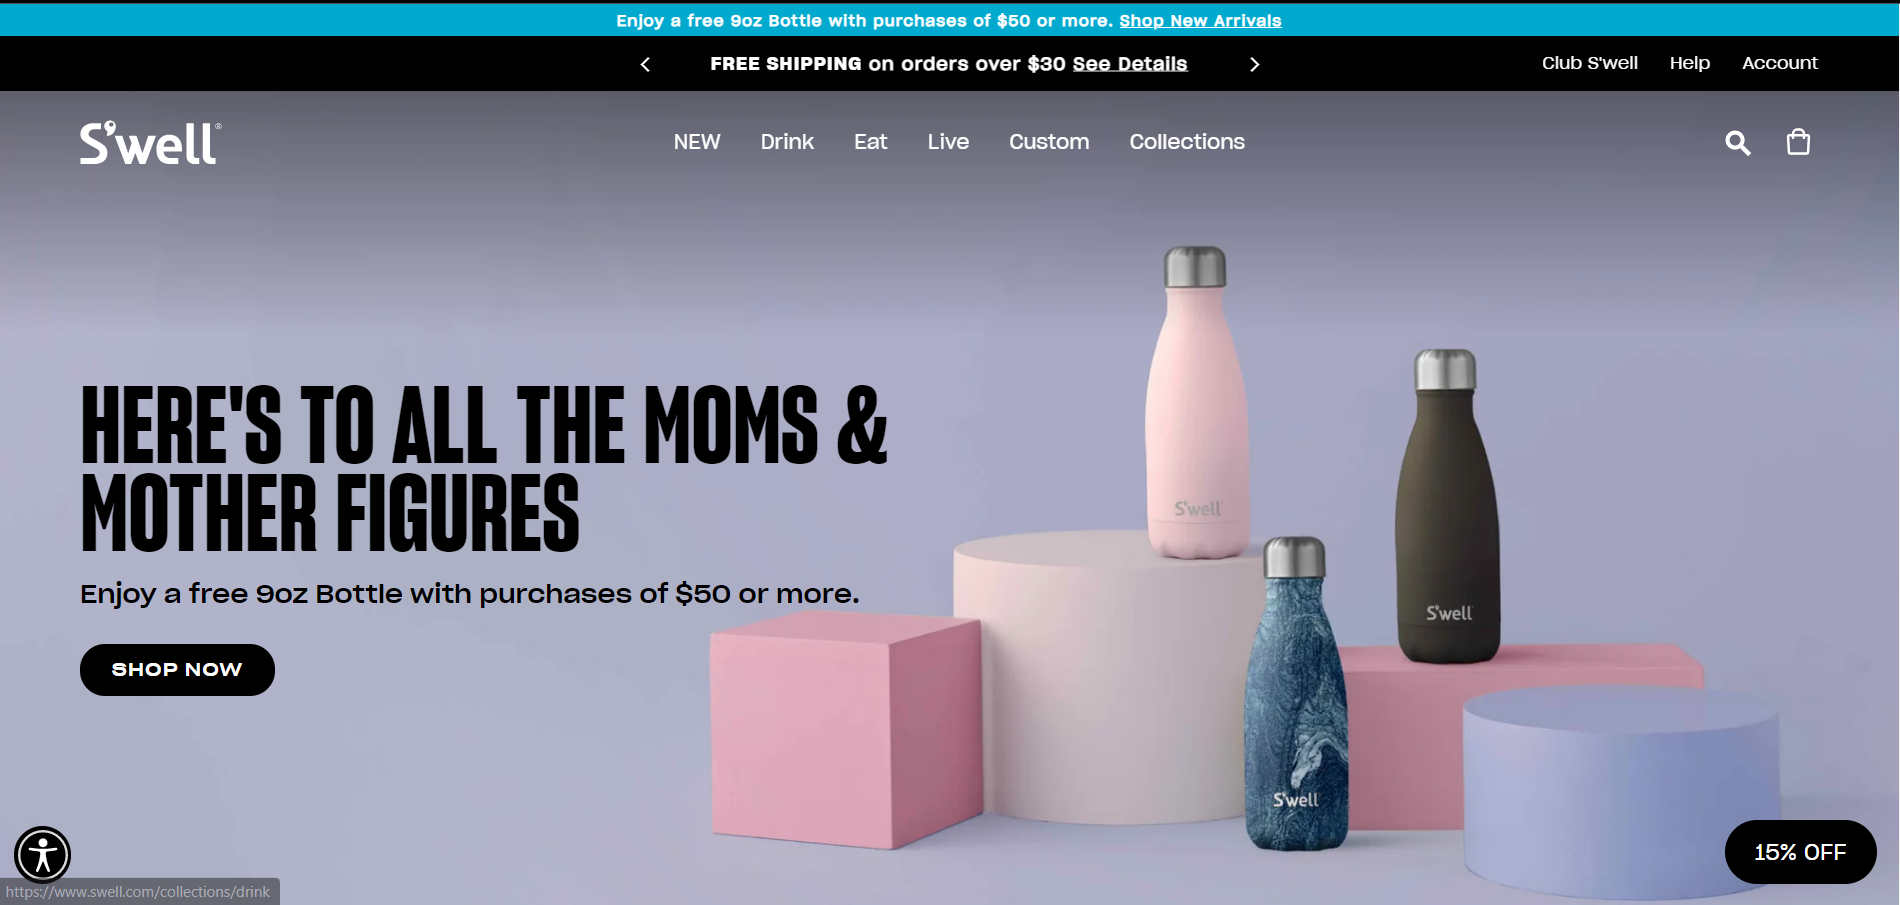 Enjoy a free 9oz Bottle with purchases of $50 or more. Shop New Arrivals
FREE SHIPPING on orders over $30 See Details
Club S'well Help Account
S'well®
NEW Drink Eat Live Custom Collections
HERE'S TO ALL THE MOMS &
MOTHER FIGURES
Enjoy a free 9oz Bottle with purchases of $50 or more.
SHOP NOW
S'well
S'well
S'well
15% OFF
https://www.swell.com/collections/drink